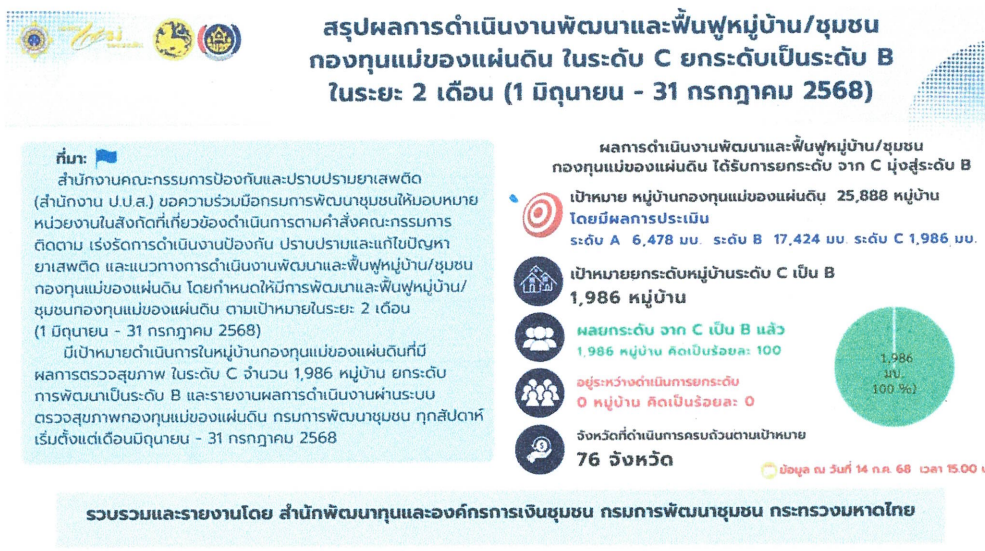 สรุปผลการดำเนินงานพัฒนาและฟื้นฟูหมู่บ้าน/ชุมชน
กองทุนแม่ของแผ่นดิน ในระดับ C ยกระดับเป็นระดับ B
ในระยะ 2 เดือน (1 มิถุนายน - 31 กรกฎาคม 2568)
ที่มา:
สำนักงานคณะกรรมการป้องกันและปราบปรามยาเสพติด
(สำนักงาน ป.ป.ส.) ขอความร่วมมือกรมการพัฒนาชุมชนให้มอบหมาย
หน่วยงานในสังกัดที่เกี่ยวข้องดำเนินการตามคำสั่งคณะกรรมการ
ติดตาม เร่งรัดการดำเนินงานป้องกัน ปราบปรามและแก้ไขปัญหา
ยาเสพติด และแนวทางการดำเนินงานพัฒนาและฟื้นฟูหมู่บ้าน/ชุมชน
กองทุนแม่ของแผ่นดิน โดยกำหนดให้มีการพัฒนาและฟื้นฟูหมู่บ้าน/
ชุมชนกองทุนแม่ของแผ่นดิน ตามเป้าหมายในระยะ 2 เดือน
(1 มิถุนายน - 31 กรกฎาคม 2568)
มีเป้าหมายดำเนินการในหมู่บ้านกองทุนแม่ของแผ่นดินที่มี
ผลการตรวจสุขภาพ ในระดับ C จำนวน 1,986 หมู่บ้าน ยกระดับ
การพัฒนาเป็นระดับ B และรายงานผลการดำเนินงานผ่านระบบ
ตรวจสุขภาพกองทุนแม่ของแผ่นดิน กรมการพัฒนาชุมชน ทุกสัปดาห์
เริ่มตั้งแต่เดือนมิถุนายน - 31 กรกฎาคม 2568
ผลการดำเนินงานพัฒนาและฟื้นฟูหมู่บ้าน/ชุมชน
กองทุนแม่ของแผ่นดิน ได้รับการยกระดับ จาก C มุ่งสู่ระดับ B
เป้าหมาย หมู่บ้านกองทุนแม่ของแผ่นดิน 25,888 หมู่บ้าน
โดยมีผลการประเมิน
ระดับ A 6,478 มบ. ระดับ B 17,424 มบ. ระดับ C 1,986 มบ.
เป้าหมายยกระดับหมู่บ้านระดับ C เป็น B
1,986 หมู่บ้าน
ผลยกระดับ จาก C เป็น B แล้ว
1,986 หมู่บ้าน คิดเป็นร้อยละ 100
อยู่ระหว่างดำเนินการยกระดับ
0 หมู่บ้าน คิดเป็นร้อยละ 0
จังหวัดที่ดำเนินการครบถ้วนตามเป้าหมาย
76 จังหวัด
1,986
มบ.
100 %)
ข้อมูล ณ วันที่ 14 ก.ค. 68 เวลา 15.00
รวบรวมและรายงานโดย สำนักพัฒนาทุนและองค์กรการเงินชุมชน กรมการพัฒนาชุมชน กระทรวงมหาดไทย